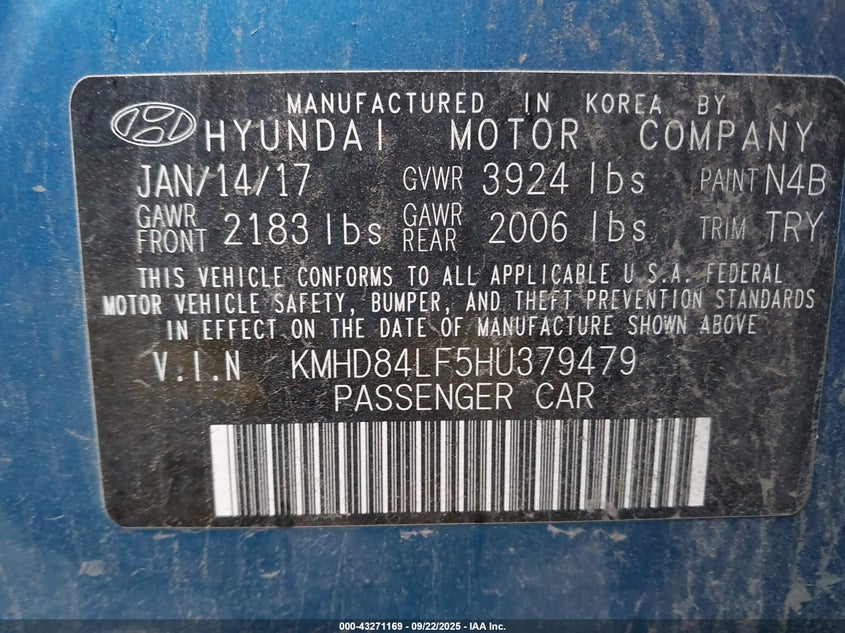 MANUFACTURED IN KOREA BY
HYUNDAI MOTOR COMPANY
JAN/14/17 GVWR 3924 lbs PAINT N4B
GAWR FRONT 2183 lbs GAWR REAR 2006 lbs TRIM TRY
THIS VEHICLE CONFORMS TO ALL APPLICABLE U S.A. FEDERAL
MOTOR VEHICLE SAFETY, BUMPER, AND THEFT PREVENTION STANDARDS
IN EFFECT ON THE DATE OF MANUFACTURE SHOWN ABOVE
V.I.N KMHD84LF5HU379479
PASSENGER CAR
000-43271169 - 09/22/2025 - IAA Inc.